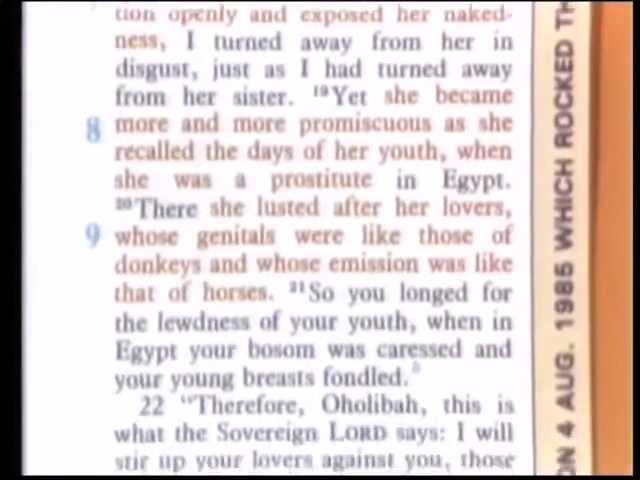 tion openly and exposed her naked-
ness, I turned away from her in
disgust, just as I had turned away
from her sister. ¹⁹Yet she became
8 more and more promiscuous as she
recalled the days of her youth, when
she was a prostitute in Egypt.
²⁰There she lusted after her lovers,
9 whose genitals were like those of
donkeys and whose emission was like
that of horses. ²¹So you longed for
the lewdness of your youth, when in
Egypt your bosom was caressed and
your young breasts fondled.
22 "Therefore, Oholibah, this is
what the Sovereign LORD says: I will
stir up your lovers against you, those
ON 4 AUG. 1985 WHICH ROCKED TH